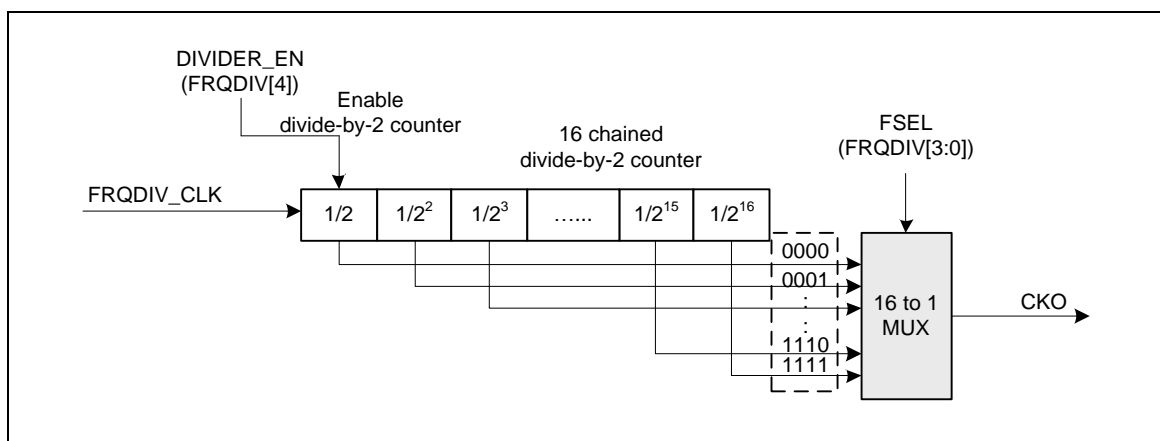 DIVIDER_EN
(FRQDIV[4])
Enable
divide-by-2 counter
16 chained
divide-by-2 counter
FSEL
(FRQDIV[3:0])
FRQDIV_CLK
1/2
1/2²
1/2³
…...
1/2¹⁵
1/2¹⁶
0000
0001
:
:
1110
1111
16 to 1
MUX
CKO